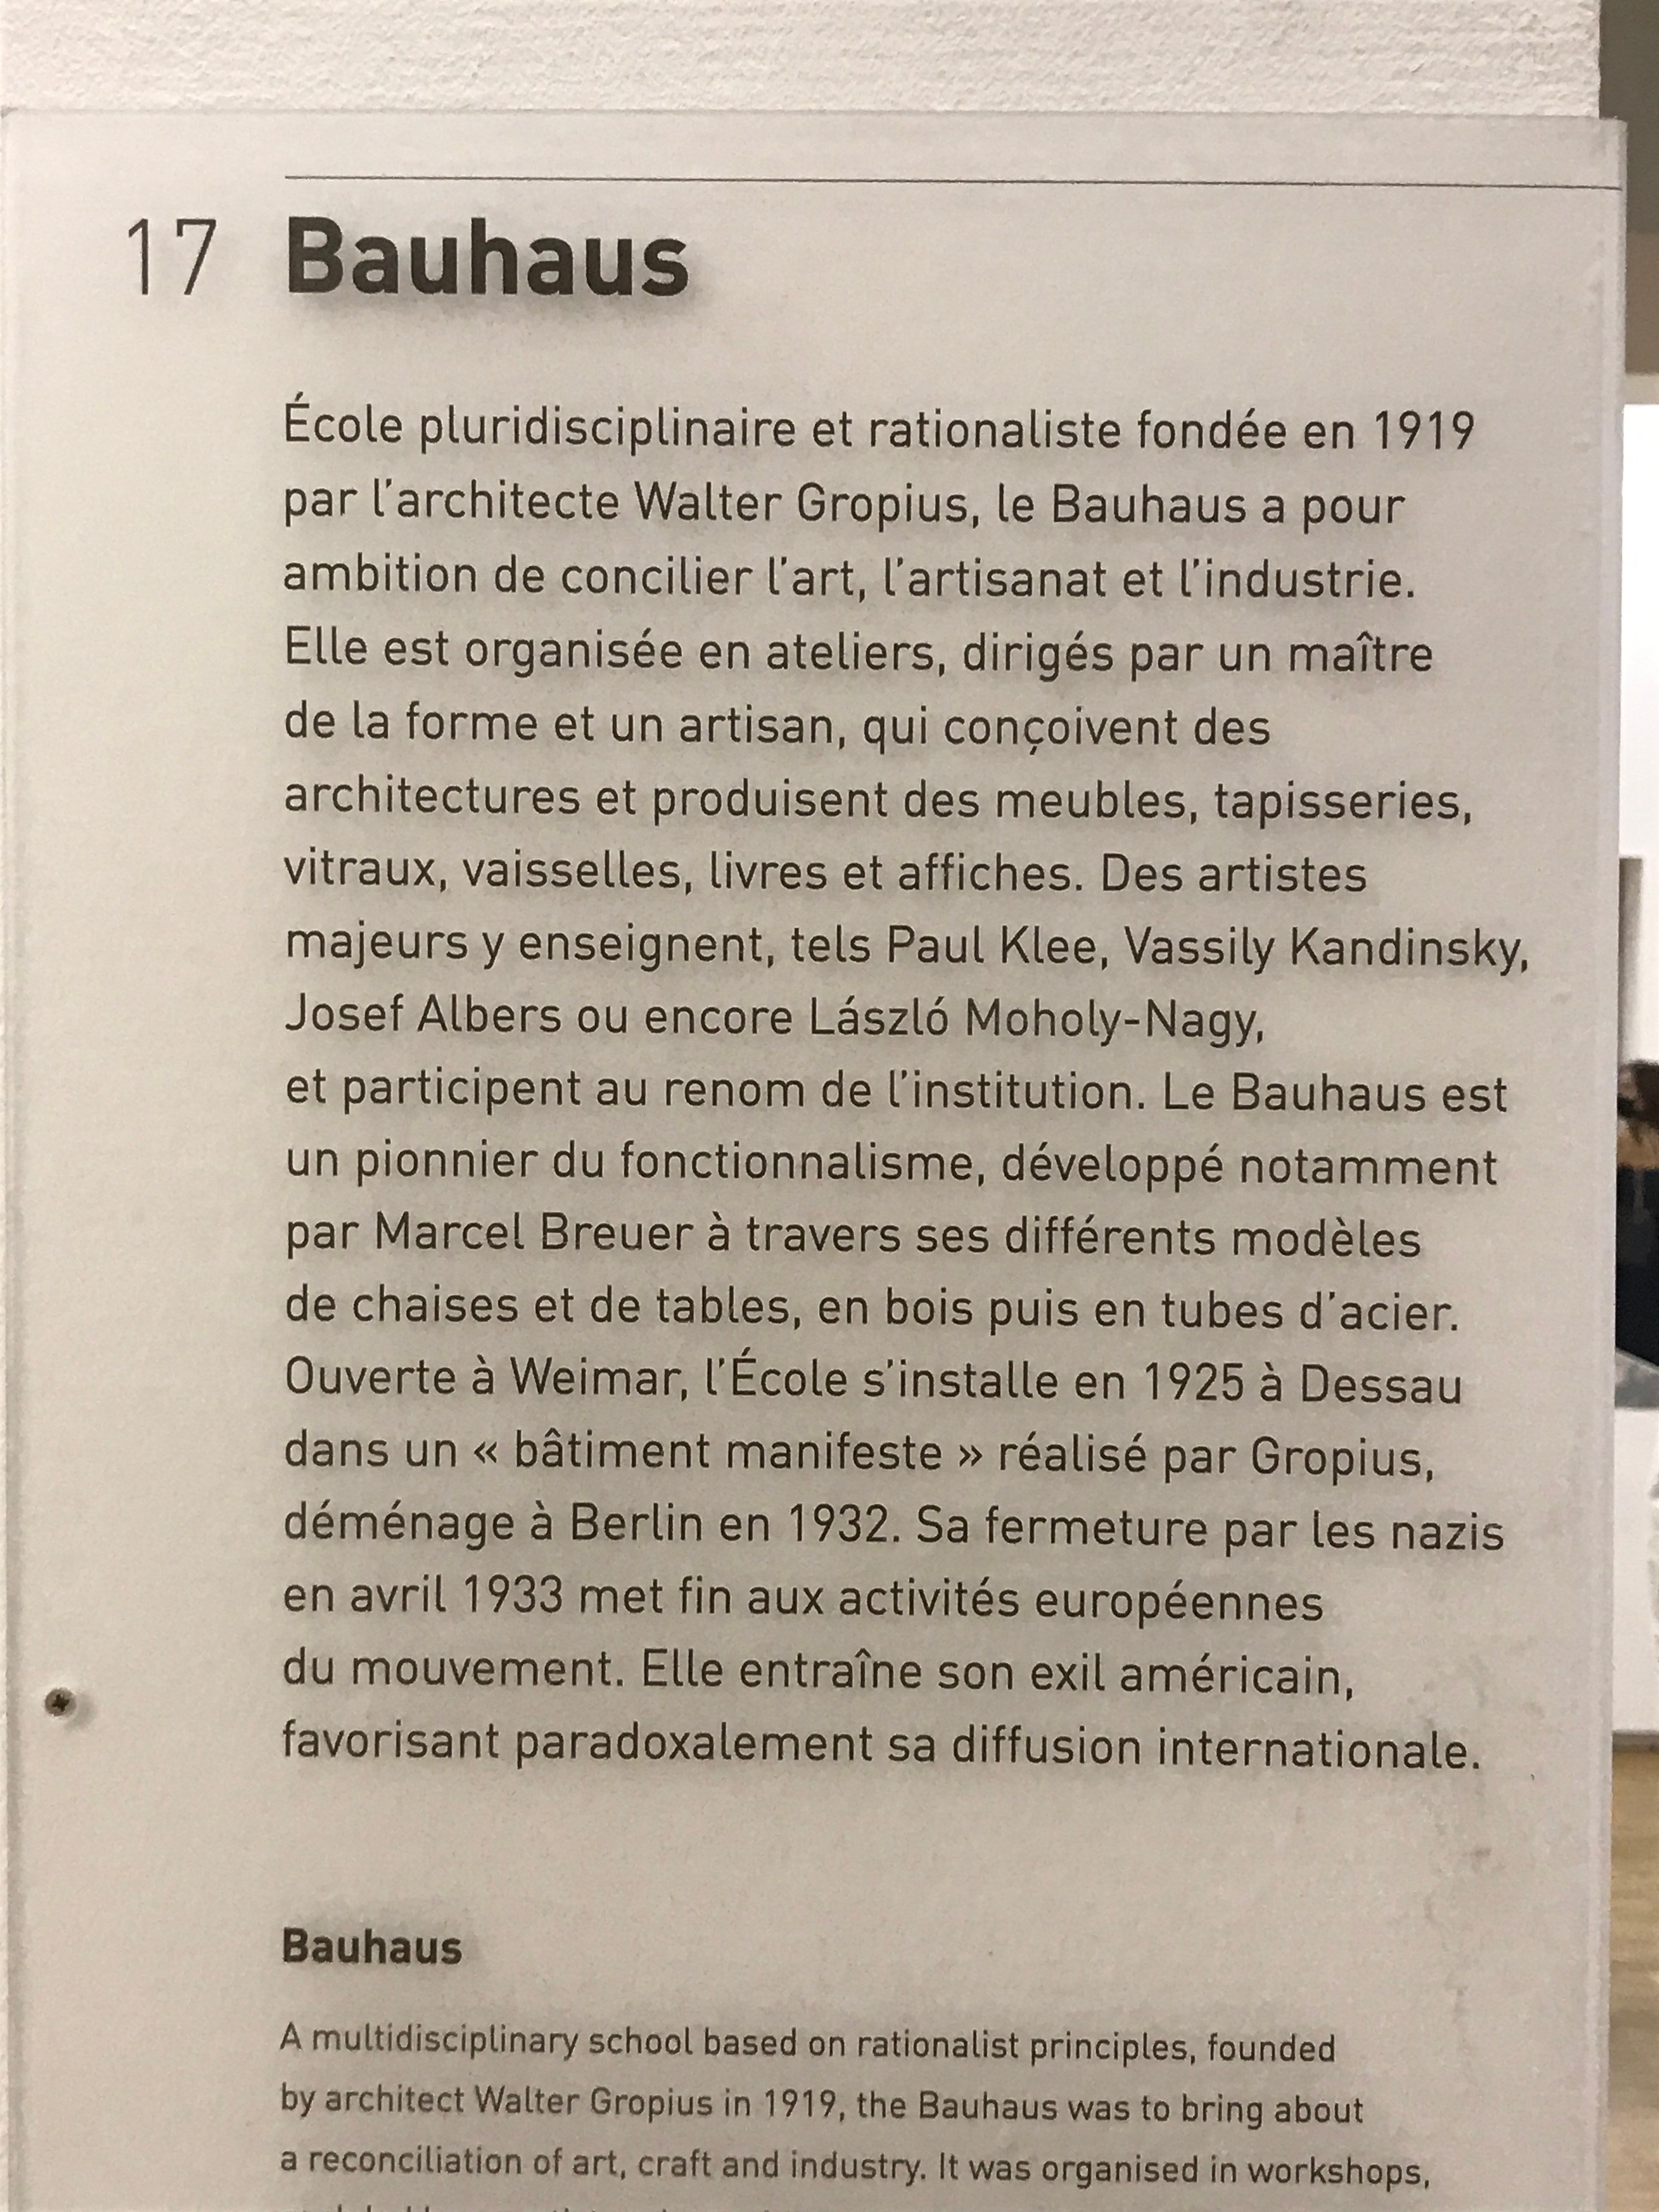 17 Bauhaus
École pluridisciplinaire et rationaliste fondée en 1919
par l'architecte Walter Gropius, le Bauhaus a pour
ambition de concilier l'art, l'artisanat et l'industrie.
Elle est organisée en ateliers, dirigés par un maître
de la forme et un artisan, qui conçoivent des
architectures et produisent des meubles, tapisseries,
vitraux, vaisselles, livres et affiches. Des artistes
majeurs y enseignent, tels Paul Klee, Vassily Kandinsky,
Josef Albers ou encore László Moholy-Nagy,
et participent au renom de l'institution. Le Bauhaus est
un pionnier du fonctionnalisme, développé notamment
par Marcel Breuer à travers ses différents modèles
de chaises et de tables, en bois puis en tubes d'acier.
Ouverte à Weimar, l'École s'installe en 1925 à Dessau
dans un « bâtiment manifeste » réalisé par Gropius,
déménage à Berlin en 1932. Sa fermeture par les nazis
en avril 1933 met fin aux activités européennes
du mouvement. Elle entraîne son exil américain,
favorisant paradoxalement sa diffusion internationale.
Bauhaus
A multidisciplinary school based on rationalist principles, founded
by architect Walter Gropius in 1919, the Bauhaus was to bring about
a reconciliation of art, craft and industry. It was organised in workshops,